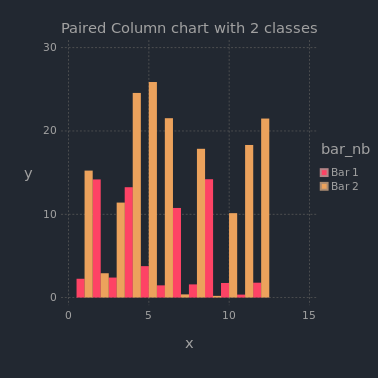 Paired Column chart with 2 classes
30
20
10
0
y
0 5 10 15
x
bar_nb
Bar 1
Bar 2